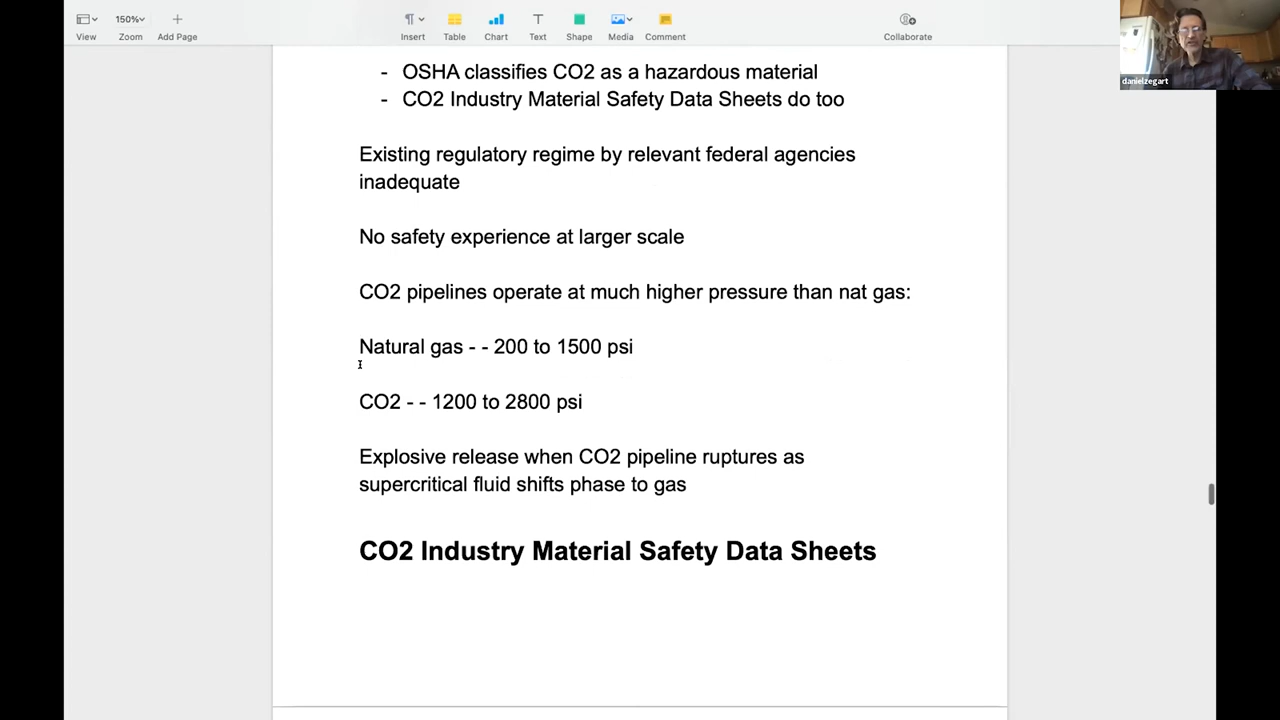 150%
View
Zoom
Add Page
Insert
Table
Chart
Text
Shape
Media
Comment
Collaborate
danielzegart
- OSHA classifies CO2 as a hazardous material
- CO2 Industry Material Safety Data Sheets do too
Existing regulatory regime by relevant federal agencies
inadequate
No safety experience at larger scale
CO2 pipelines operate at much higher pressure than nat gas:
Natural gas - - 200 to 1500 psi
CO2 - - 1200 to 2800 psi
Explosive release when CO2 pipeline ruptures as
supercritical fluid shifts phase to gas
CO2 Industry Material Safety Data Sheets